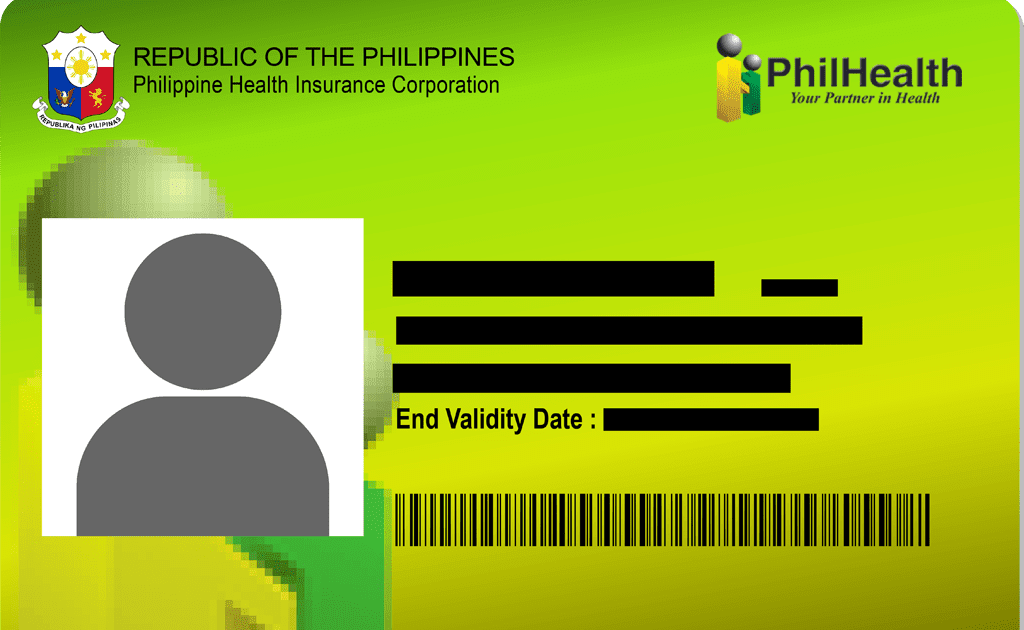 REPUBLIC OF THE PHILIPPINES
Philippine Health Insurance Corporation
REPUBLIKA NG PILIPINAS
PhilHealth
Your Partner in Health
End Validity Date :